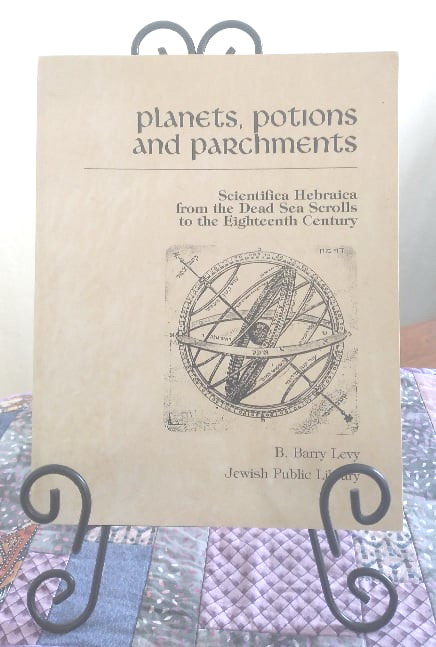 planets, potions
and parchments
Scientifica Hebraica
from the Dead Sea Scrolls
to the Eighteenth Century
B. Barry Levy
Jewish Public Library